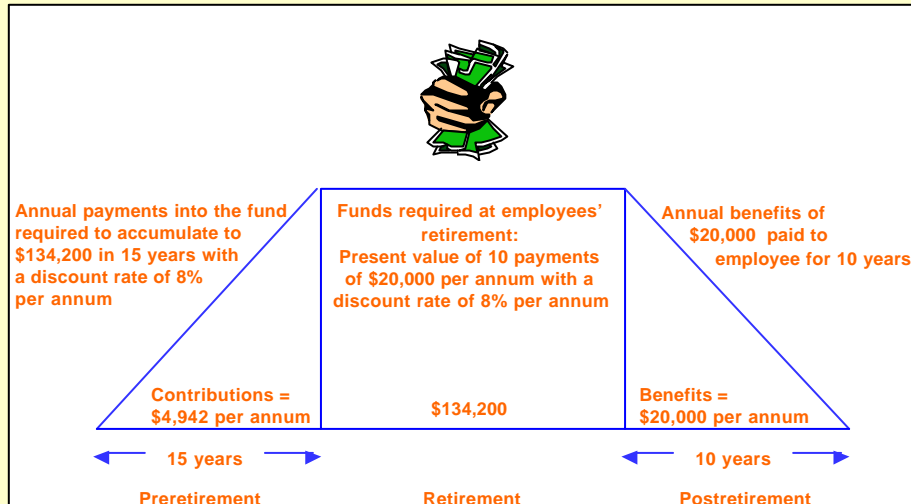 Annual payments into the fund
required to accumulate to
$134,200 in 15 years with
a discount rate of 8%
per annum
Funds required at employees’
retirement:
Present value of 10 payments
of $20,000 per annum with a
discount rate of 8% per annum
Annual benefits of
$20,000 paid to
employee for 10 years
Contributions =
$4,942 per annum
$134,200
Benefits =
$20,000 per annum
15 years
10 years
Preretirement
Retirement
Postretirement